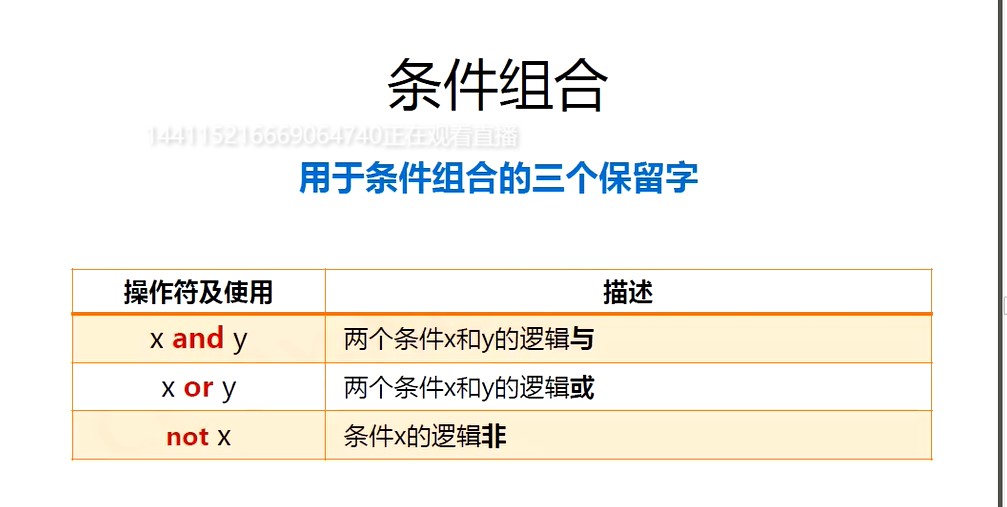 条件组合
1441152166669064740正在观看直播
用于条件组合的三个保留字
操作符及使用 描述
x and y 两个条件x和y的逻辑与
x or y 两个条件x和y的逻辑或
not x 条件x的逻辑非